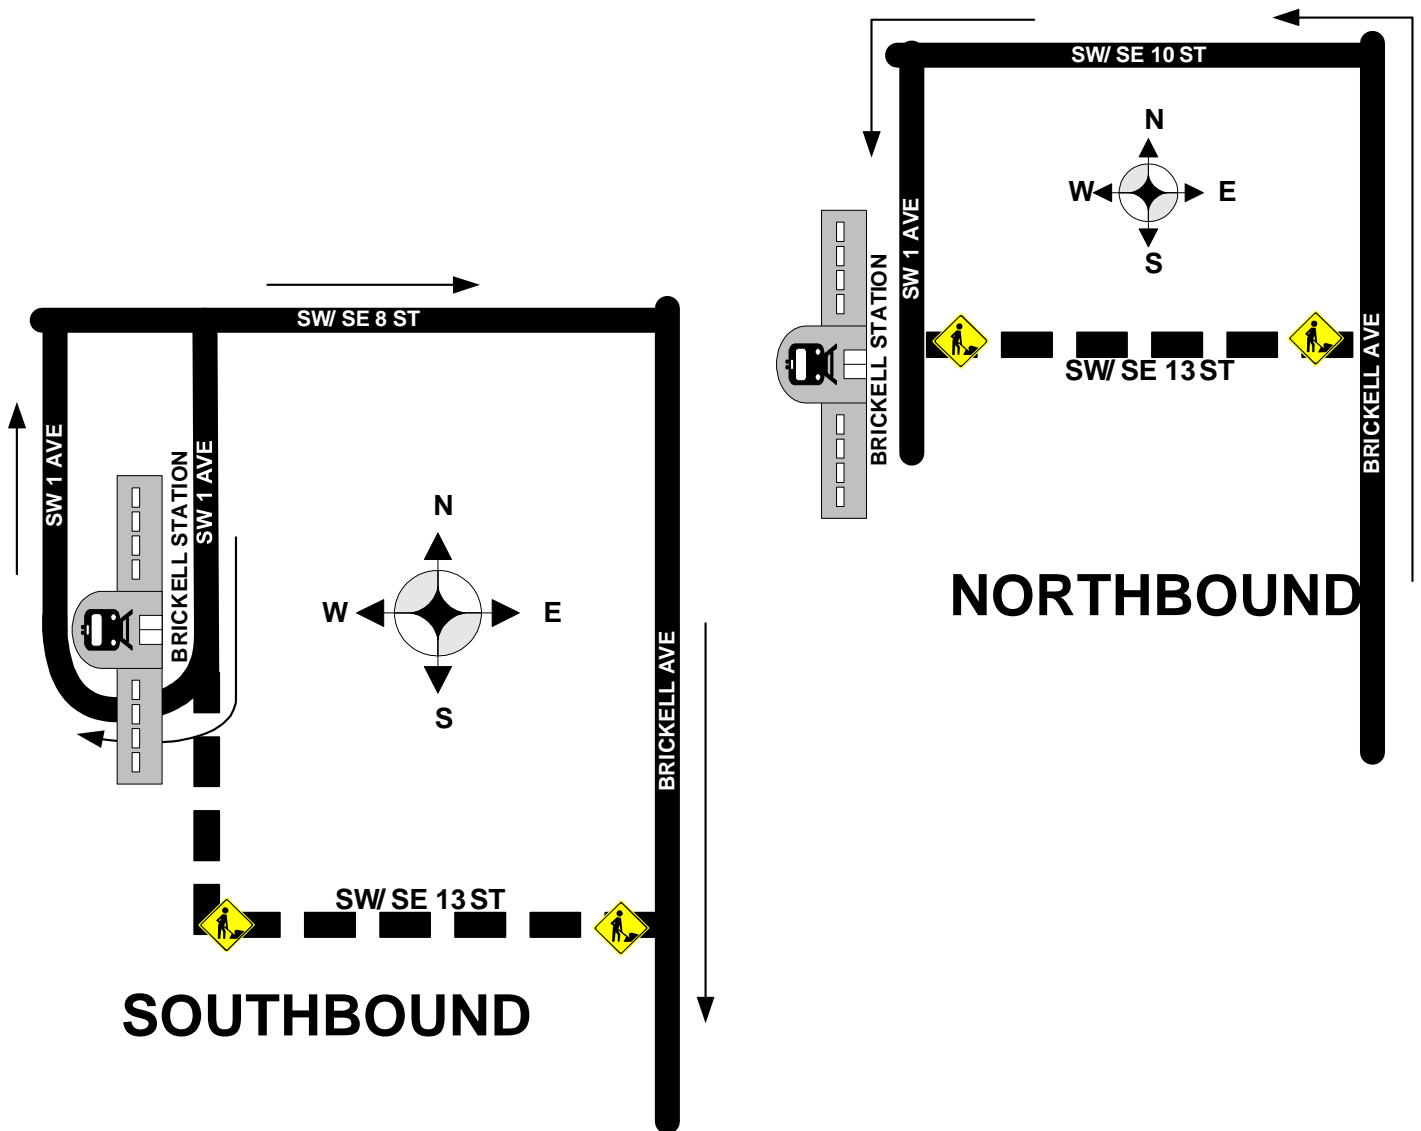 SW/ SE 10 ST
N
W
E
S
SW 1 AVE
BRICKELL STATION
SW/ SE 13 ST
BRICKELL AVE
NORTHBOUND
SW/ SE 8 ST
SW 1 AVE
BRICKELL STATION
SW 1 AVE
N
W
E
S
BRICKELL AVE
SW/ SE 13 ST
SOUTHBOUND